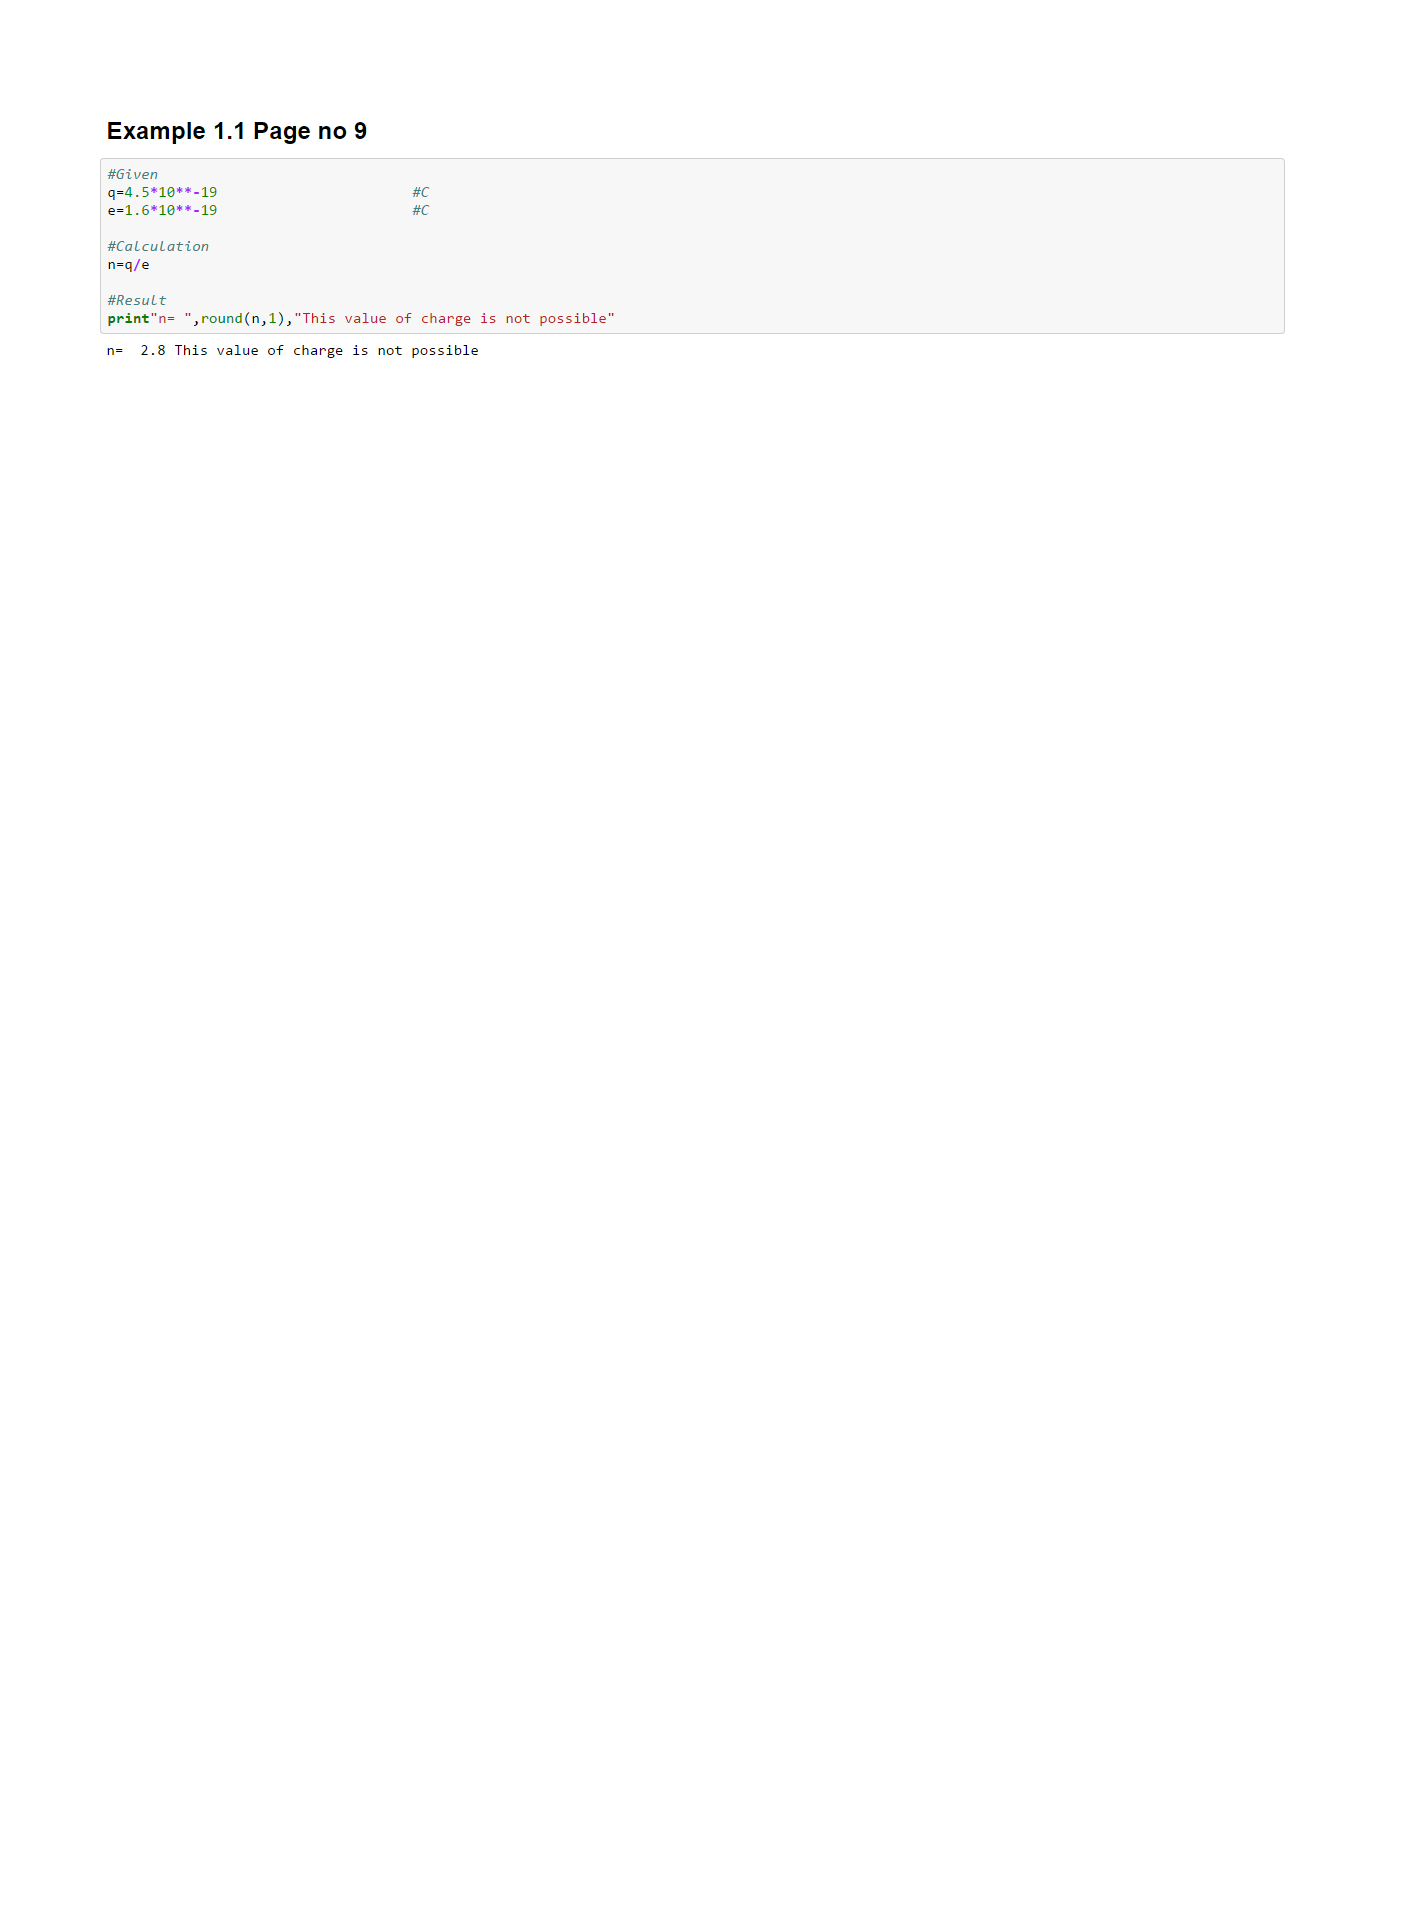 Example 1.1 Page no 9
#Given
q=4.5*10**-19                       #C
e=1.6*10**-19                       #C
#Calculation
n=q/e
#Result
print"n= ",round(n,1),"This value of charge is not possible"
n=  2.8 This value of charge is not possible